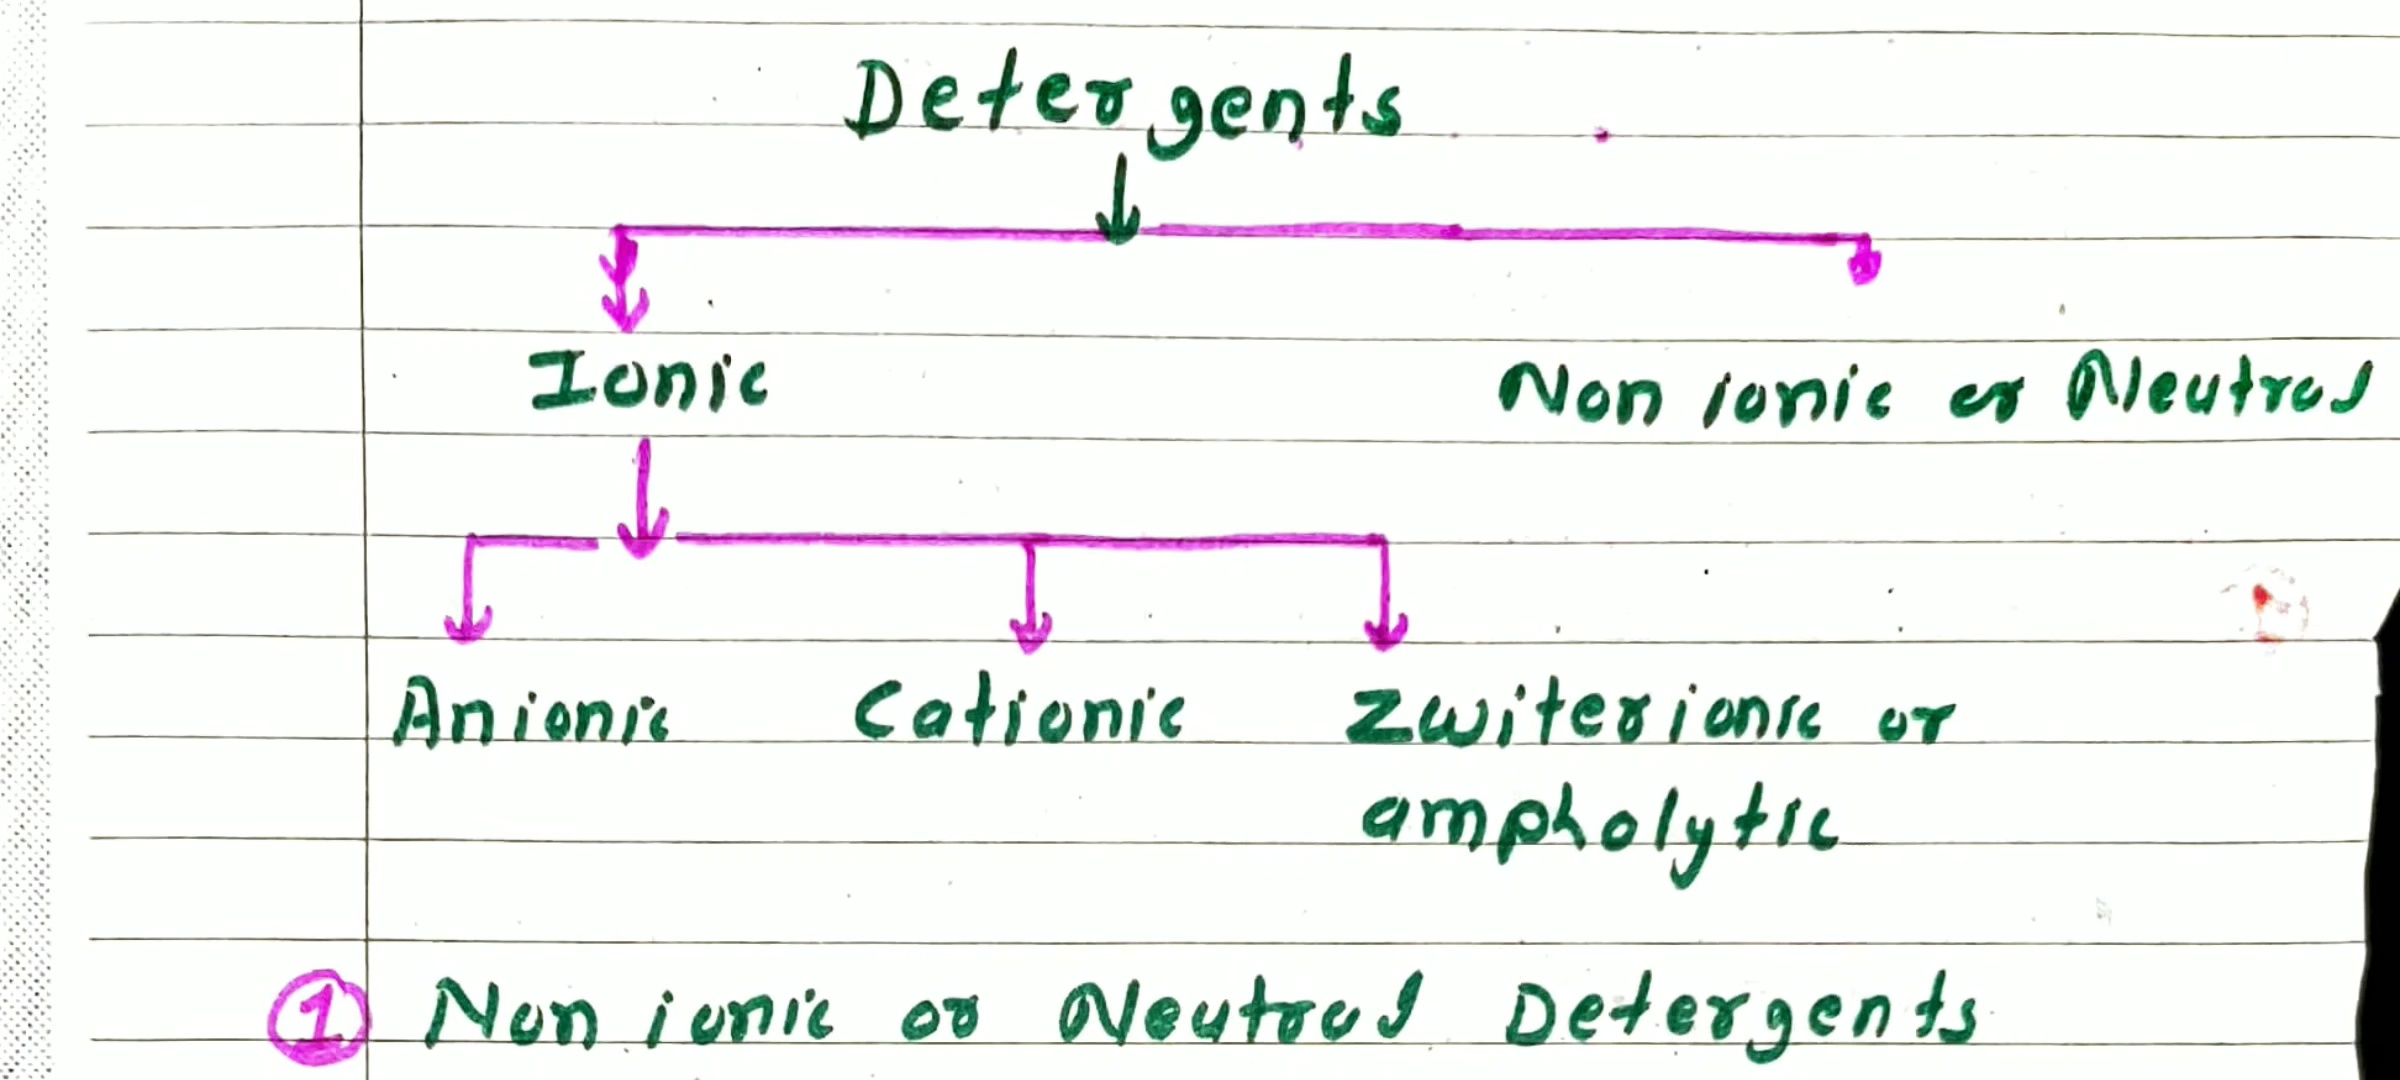 Detergents
Ionic
Non ionic or Neutral
Anionic
Cationic
Zwiterionic or
ampholytic
1 Non ionic or Neutral Detergents